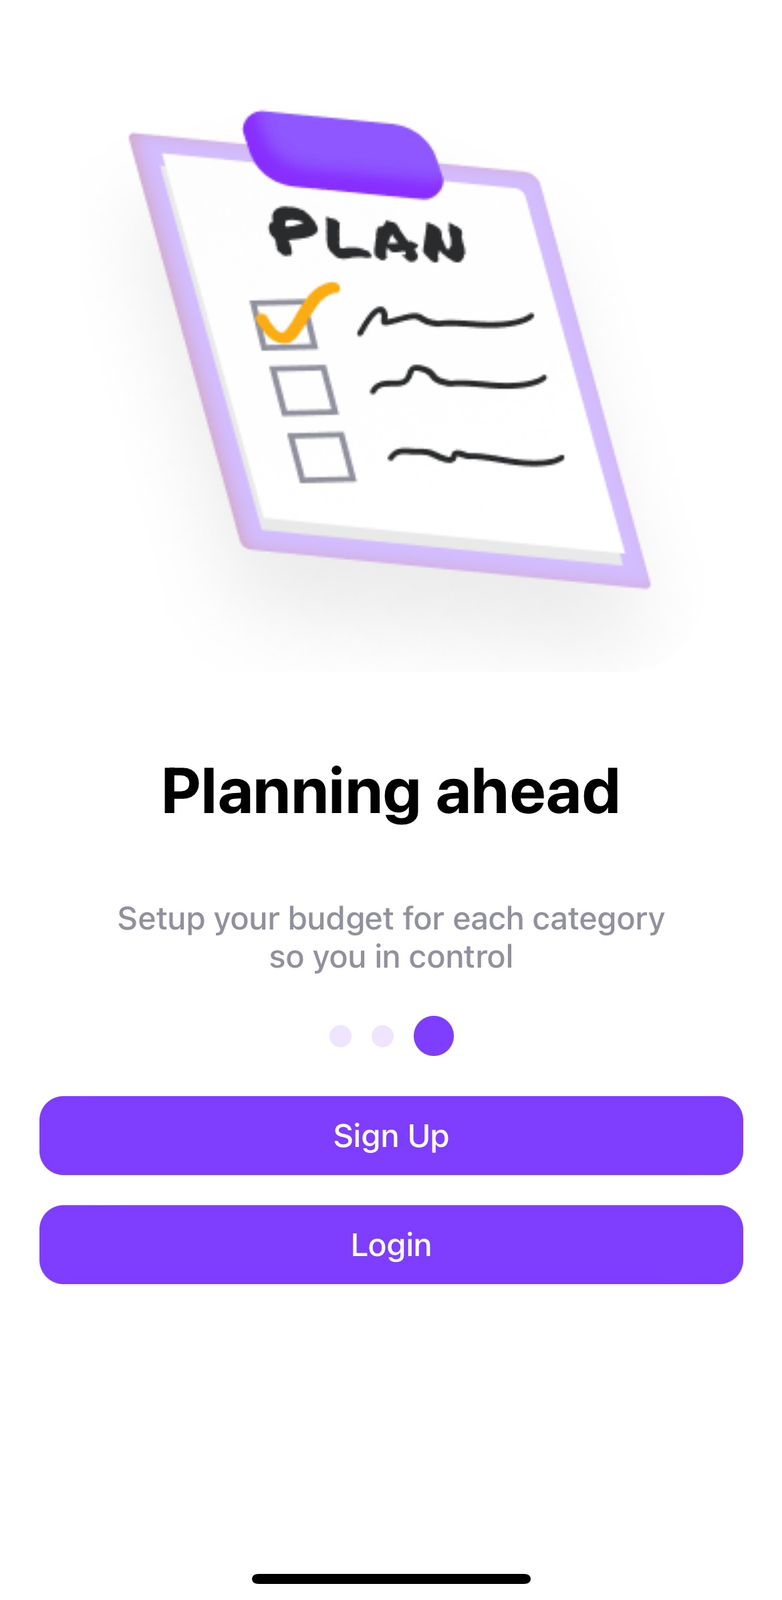 PLAN
Planning ahead
Setup your budget for each category
so you in control
Sign Up
Login